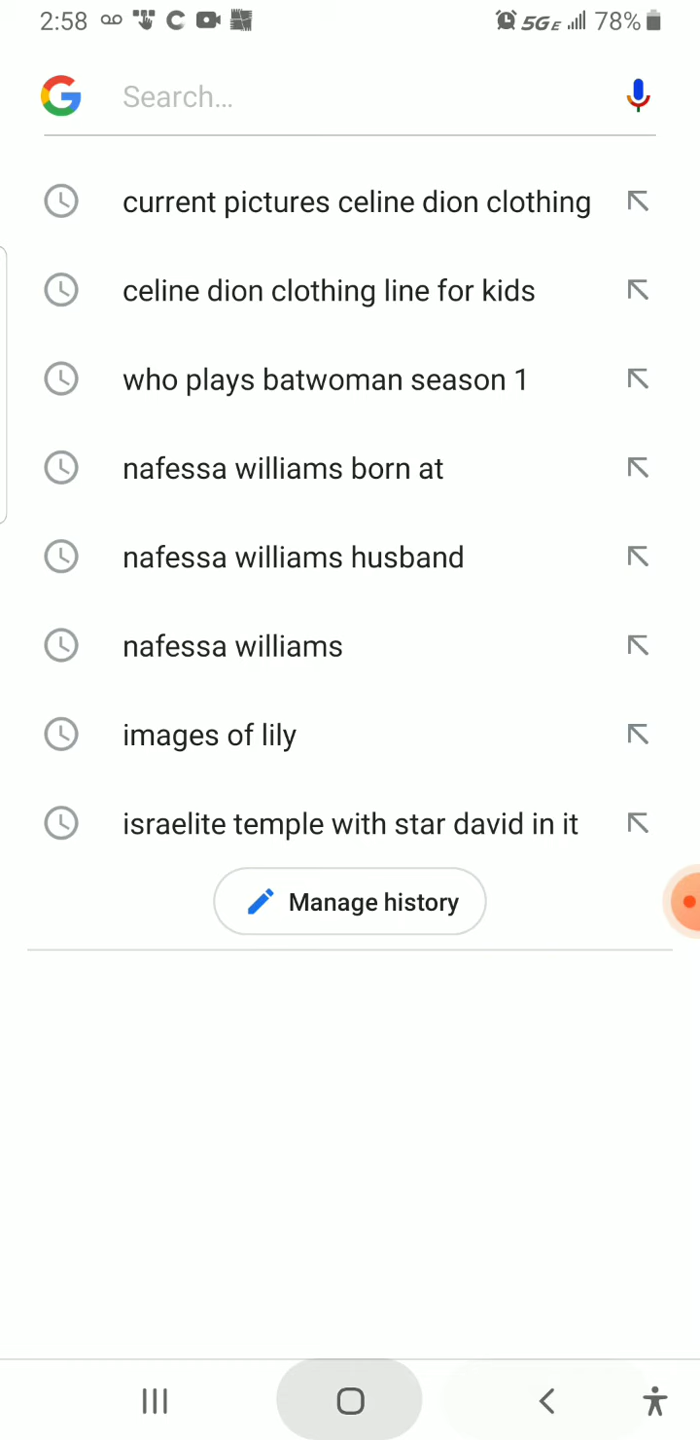 2:58 5GE 78%
Search...
current pictures celine dion clothing
celine dion clothing line for kids
who plays batwoman season 1
nafessa williams born at
nafessa williams husband
nafessa williams
images of lily
israelite temple with star david in it
Manage history